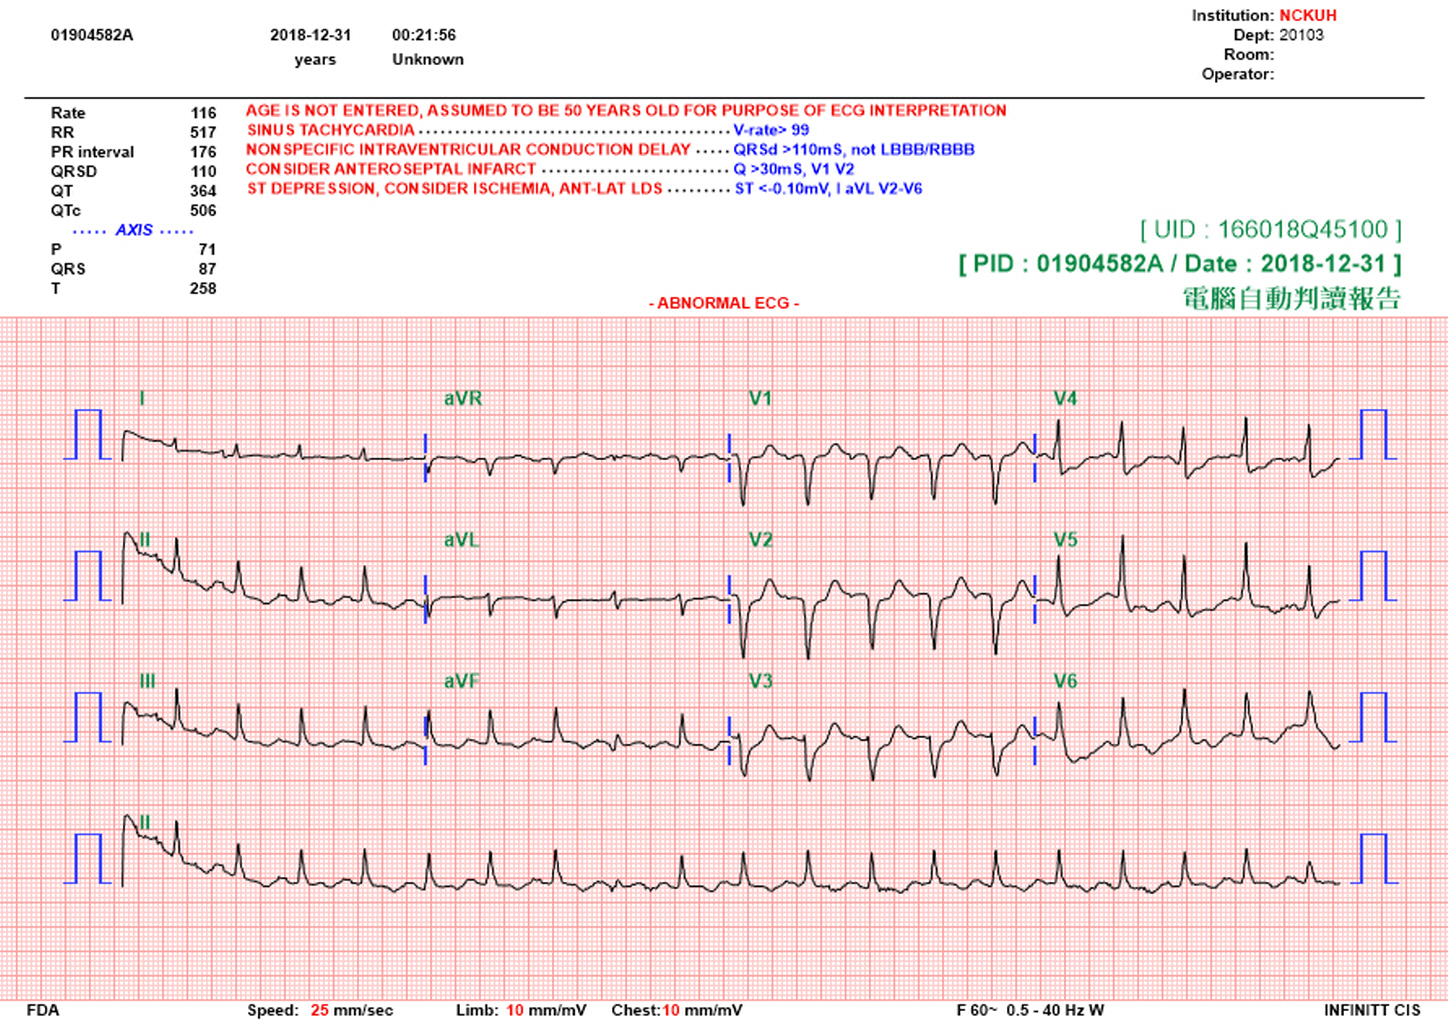 Institution: NCKUH
01904582A 2018-12-31 00:21:56 Dept: 20103
years Unknown Room:
Operator:
Rate 116 AGE IS NOT ENTERED, ASSUMED TO BE 50 YEARS OLD FOR PURPOSE OF ECG INTERPRETATION
RR 517 SINUS TACHYCARDIA V-rate> 99
PR interval 176 NONSPECIFIC INTRAVENTRICULAR CONDUCTION DELAY QRSd >110mS, not LBBB/RBBB
QRSD 110 CONSIDER ANTEROSEPTAL INFARCT Q >30mS, V1 V2
QT 364 ST DEPRESSION, CONSIDER ISCHEMIA, ANT-LAT LDS ST <-0.10mV, I aVL V2-V6
QTc 506
AXIS
[ UID : 166018Q45100 ]
P 71
QRS 87
[ PID : 01904582A / Date : 2018-12-31 ]
T 258
電腦自動判讀報告
- ABNORMAL ECG -
I aVR V1 V4
II aVL V2 V5
III aVF V3 V6
II
FDA Speed: 25 mm/sec Limb: 10 mm/mV Chest:10 mm/mV F 60~ 0.5 - 40 Hz W INFINITT CIS